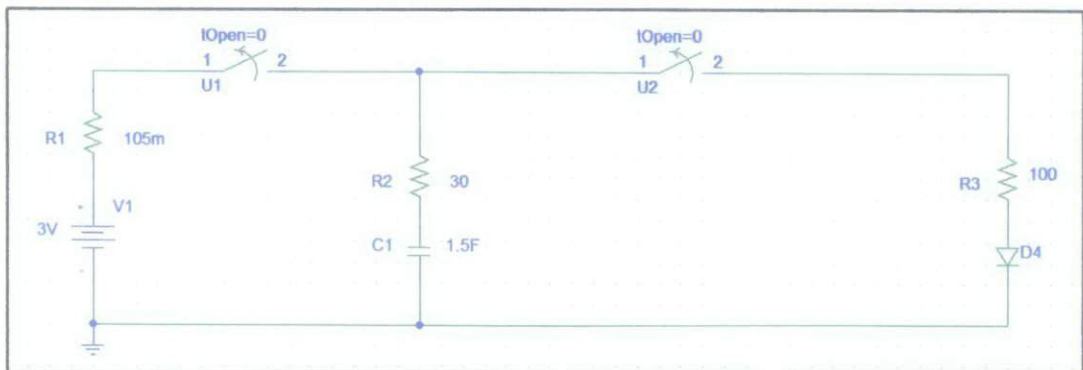 tOpen=0
1 2
U1
tOpen=0
1 2
U2
R1 105m
V1
3V
R2 30
C1 1.5F
R3 100
D4